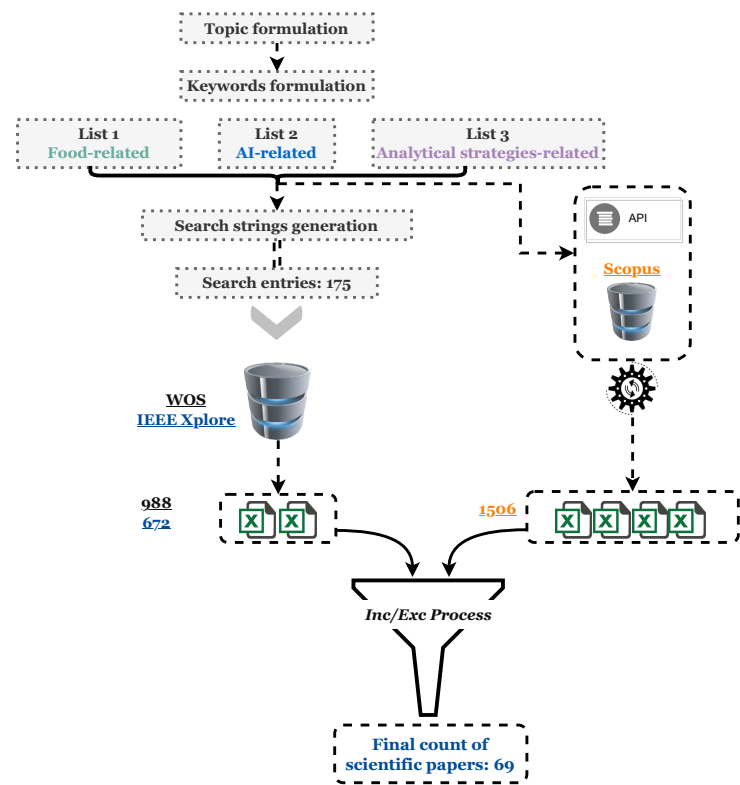 Topic formulation
Keywords formulation
List 1
Food-related
List 2
AI-related
List 3
Analytical strategies-related
Search strings generation
API
Search entries: 175
Scopus
WOS
IEEE Xplore
988
672
X X
1506
X X X X
Inc/Exc Process
Final count of
scientific papers: 69